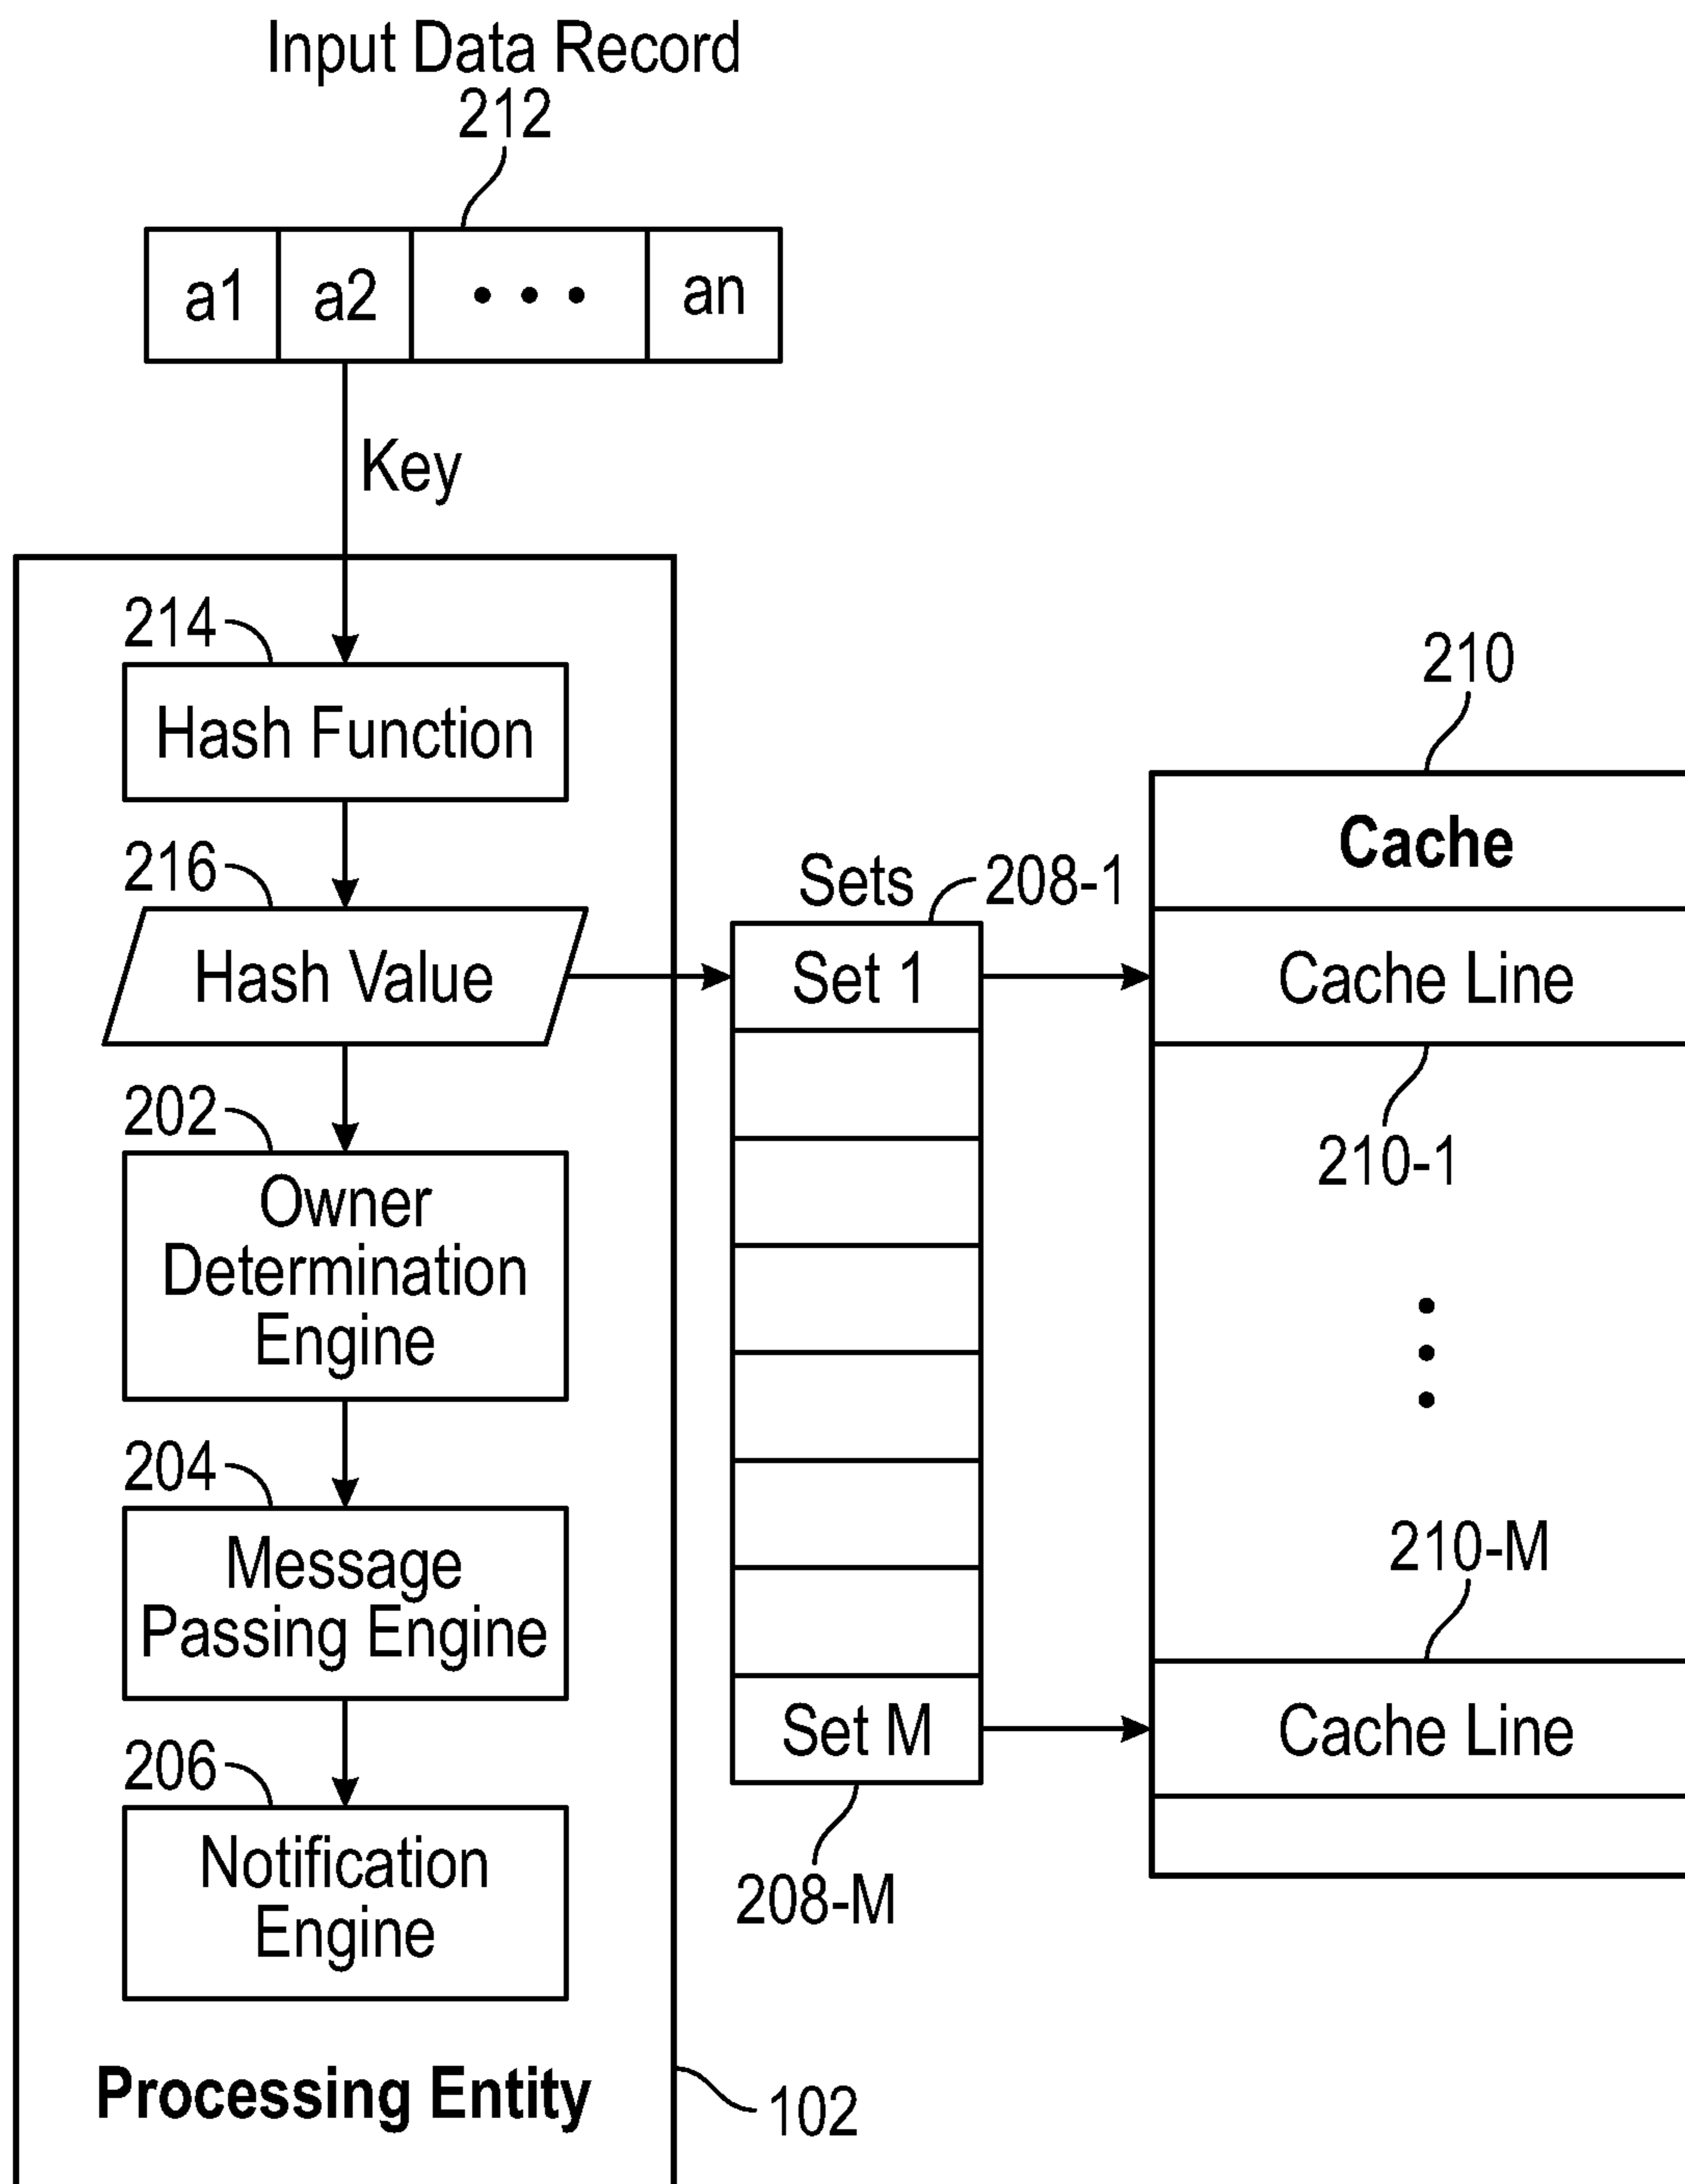 Input Data Record
212
a1 a2 • • • an
Key
214
Hash Function
216
Hash Value
202
Owner
Determination
Engine
204
Message
Passing Engine
206
Notification
Engine
Processing Entity
102
Sets
208-1
Set 1
Set M
208-M
210
Cache
Cache Line
210-1
210-M
Cache Line